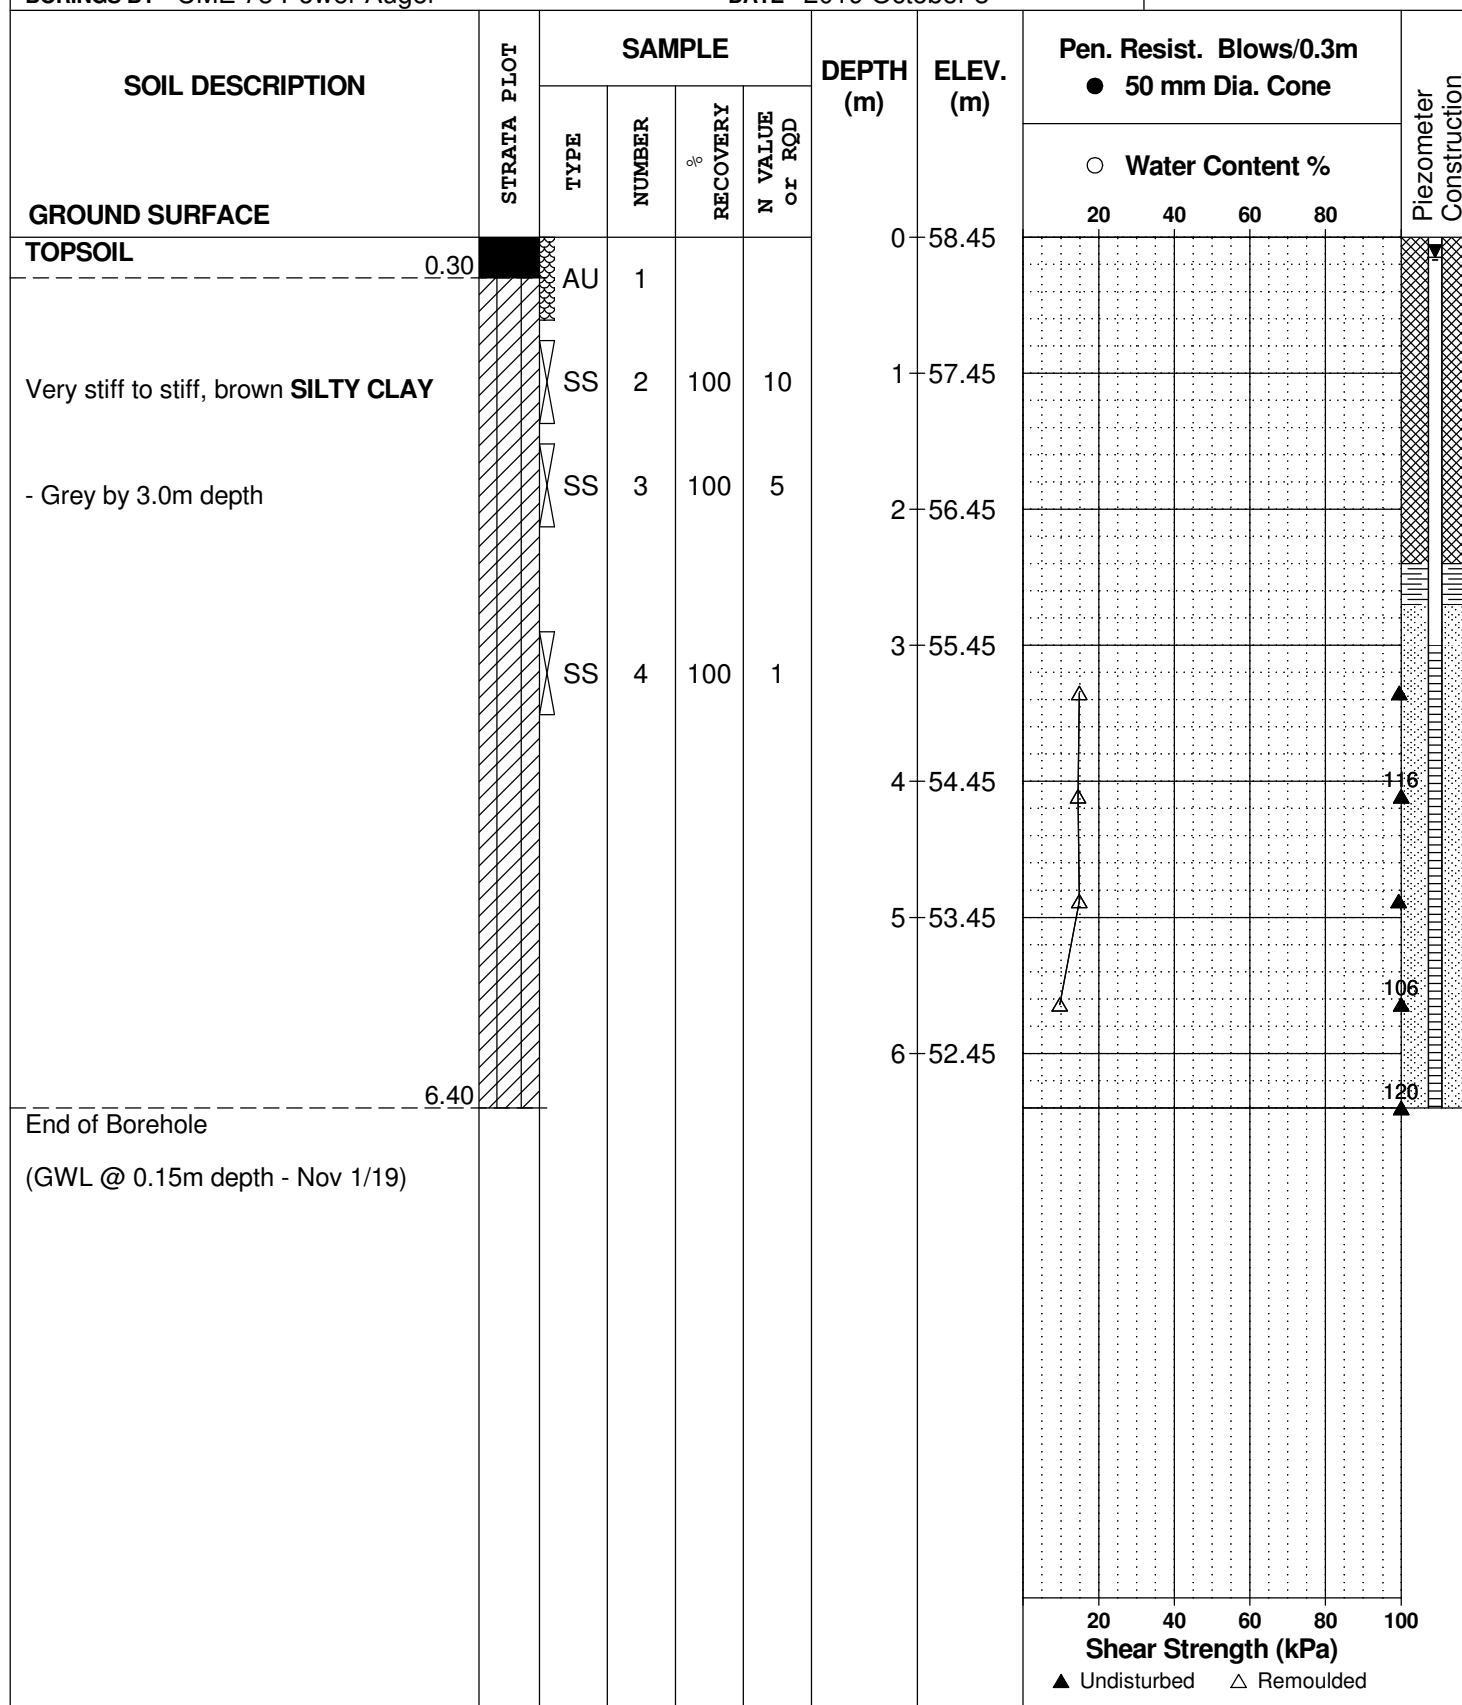 SOIL DESCRIPTION
GROUND SURFACE
STRATA PLOT
SAMPLE
TYPE
NUMBER
% RECOVERY
N VALUE or RQD
DEPTH (m)
ELEV. (m)
Pen. Resist. Blows/0.3m
● 50 mm Dia. Cone
○ Water Content %
20 40 60 80
Piezometer Construction
TOPSOIL
0.30
AU 1
0 58.45
Very stiff to stiff, brown SILTY CLAY
SS 2 100 10
1 57.45
- Grey by 3.0m depth
SS 3 100 5
2 56.45
SS 4 100 1
3 55.45
4 54.45
116
5 53.45
106
6 52.45
6.40
120
End of Borehole
(GWL @ 0.15m depth - Nov 1/19)
20 40 60 80 100
Shear Strength (kPa)
▲ Undisturbed △ Remoulded